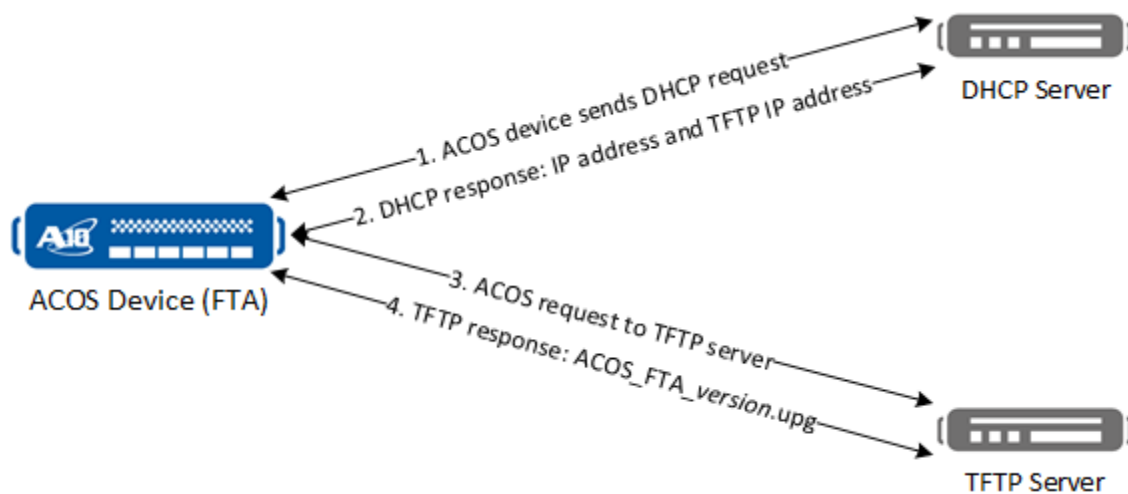 1. ACOS device sends DHCP request
2. DHCP response: IP address and TFTP IP address
DHCP Server
A10
ACOS Device (FTA)
3. ACOS request to TFTP server
4. TFTP response: ACOS_FTA_version.upg
TFTP Server